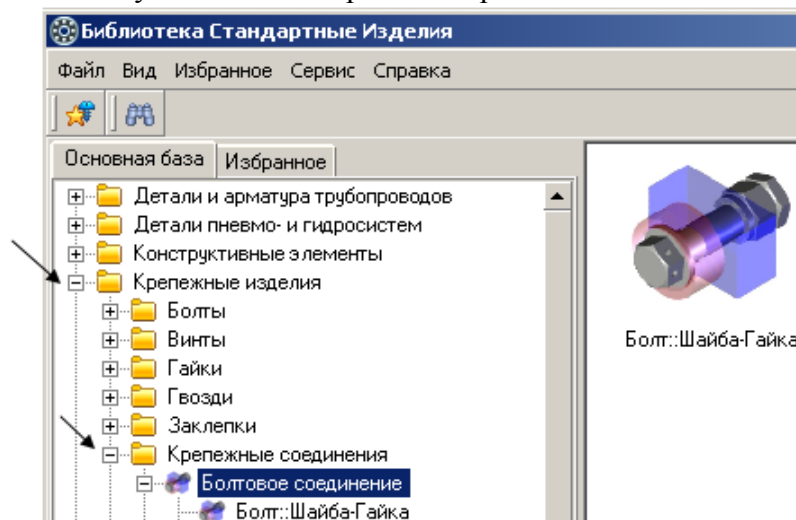 Библиотека Стандартные Изделия
Файл Вид Избранное Сервис Справка
Основная база Избранное
Детали и арматура трубопроводов
Детали пневмо- и гидросистем
Конструктивные элементы
Крепежные изделия
Болты
Винты
Гайки
Гвозди
Заклепки
Крепежные соединения
Болтовое соединение
Болт::Шайба-Гайка
Болт::Шайба-Гайка